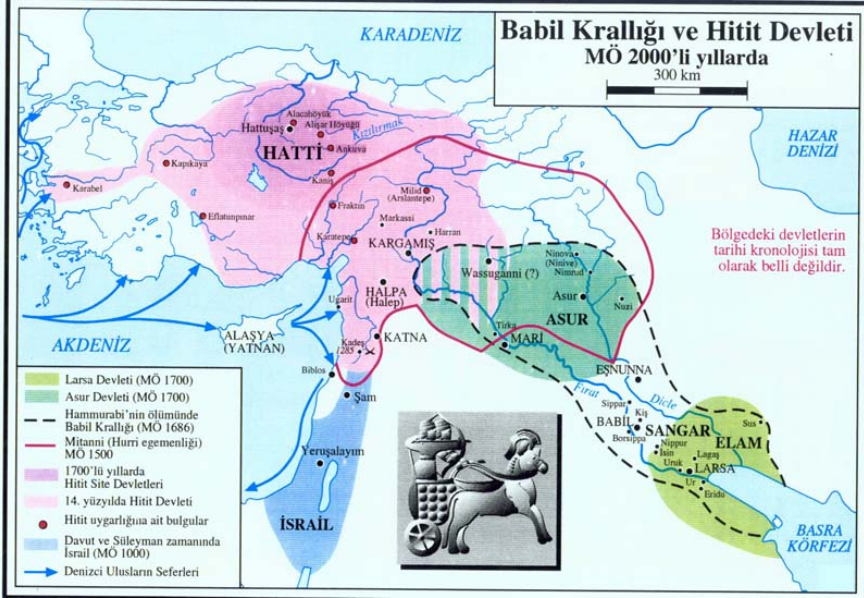 Babil Krallığı ve Hitit Devleti
MÖ 2000'li yıllarda
300 km
KARADENİZ
HAZAR
DENİZİ
Alacahöyük
Hattuşaş
Alişar Höyüğü
Kızılırmak
HATTİ
Ankuva
Kapıkaya
Kaniş
Karabel
Milid
(Arslantepe)
Fraktin
Eflatunpınar
Markassi
Karatepe
Harran
KARGAMIŞ
Bölgedeki devletlerin
tarihi kronolojisi tam
olarak belli değildir.
Ninova
(Ninive)
Nimrud
Wassuganni (?)
HALPA
(Halep)
Asur
Nuzi
ASUR
Ugarit
ALAŞYA
(YATNAN)
AKDENİZ
Tirka
MARİ
KATNA
Kadeş
1285
Biblos
EŞNUNNA
Fırat
Dicle
Şam
Sippar
Kiş
BABİL
Borsippa
SANGAR
Sus
ELAM
Nippur
Isin
Lagaş
Uruk
LARSA
Ur
Eridu
Yeruşalayim
İSRAİL
BASRA
KÖRFEZİ
Larsa Devleti (MÖ 1700)
Asur Devleti (MÖ 1700)
Hammurabi'nin ölümünde
Babil Krallığı (MÖ 1686)
Mitanni (Hurri egemenliği)
MÖ 1500
1700'lü yıllarda
Hitit Site Devletleri
14. yüzyılda Hitit Devleti
Hitit uygarlığııa ait bulgular
Davut ve Süleyman zamanında
İsrail (MÖ 1000)
Denizci Ulusların Seferleri